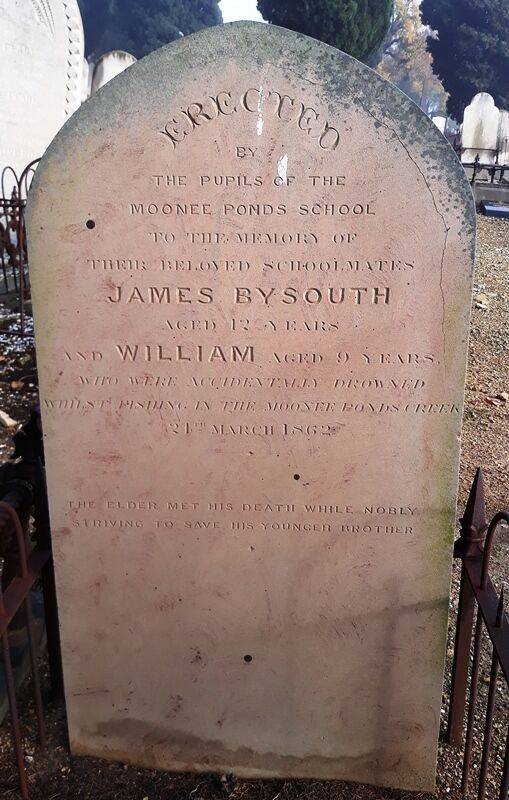 ERECTED
BY
THE PUPILS OF THE
MOONEE PONDS SCHOOL
TO THE MEMORY OF
THEIR BELOVED SCHOOLMATES
JAMES BYSOUTH
AGED 12 YEARS
AND WILLIAM AGED 9 YEARS,
WHO WERE ACCIDENTALLY DROWNED
WHILST FISHING IN THE MOONEE PONDS CREEK
21ST MARCH 1862
THE ELDER MET HIS DEATH WHILE NOBLY
STRIVING TO SAVE HIS YOUNGER BROTHER